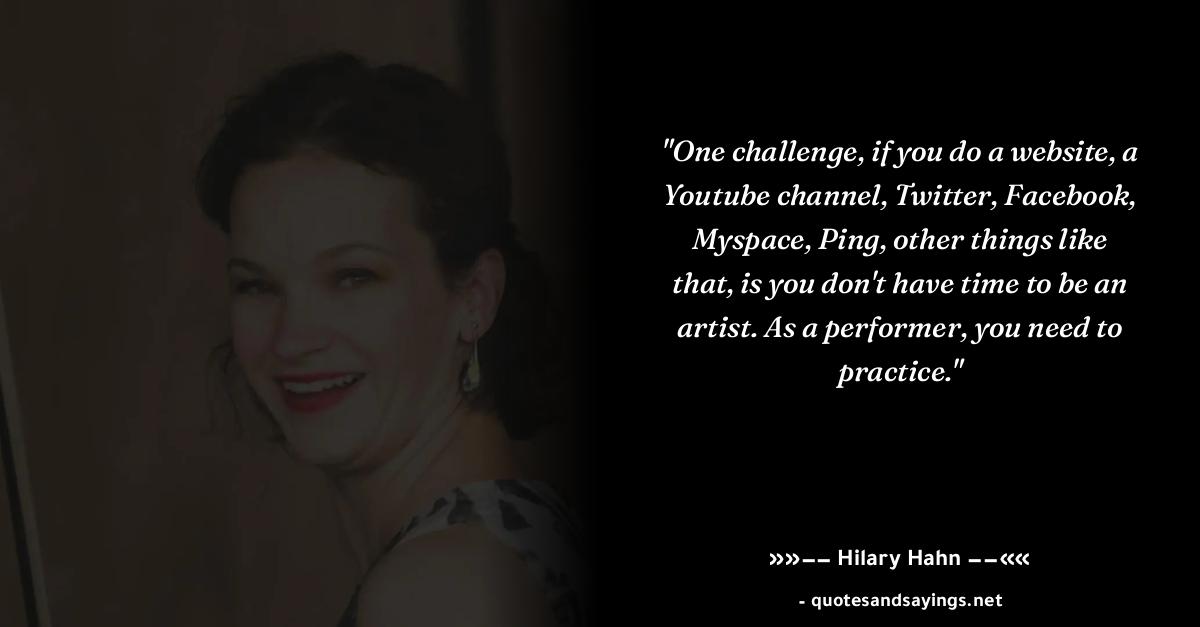 "One challenge, if you do a website, a
Youtube channel, Twitter, Facebook,
Myspace, Ping, other things like
that, is you don't have time to be an
artist. As a performer, you need to
practice."
»»−− Hilary Hahn −−««
- quotesandsayings.net